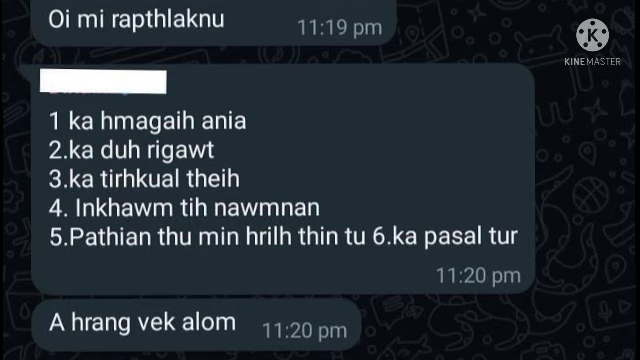 Oi mi rapthlaknu
11:19 pm
KINEMASTER
1 ka hmagaih ania
2.ka duh rigawt
3.ka tirhkual theih
4. Inkhawm tih nawmnan
5.Pathian thu min hrilh thin tu 6.ka pasal tur
11:20 pm
A hrang vek alom
11:20 pm